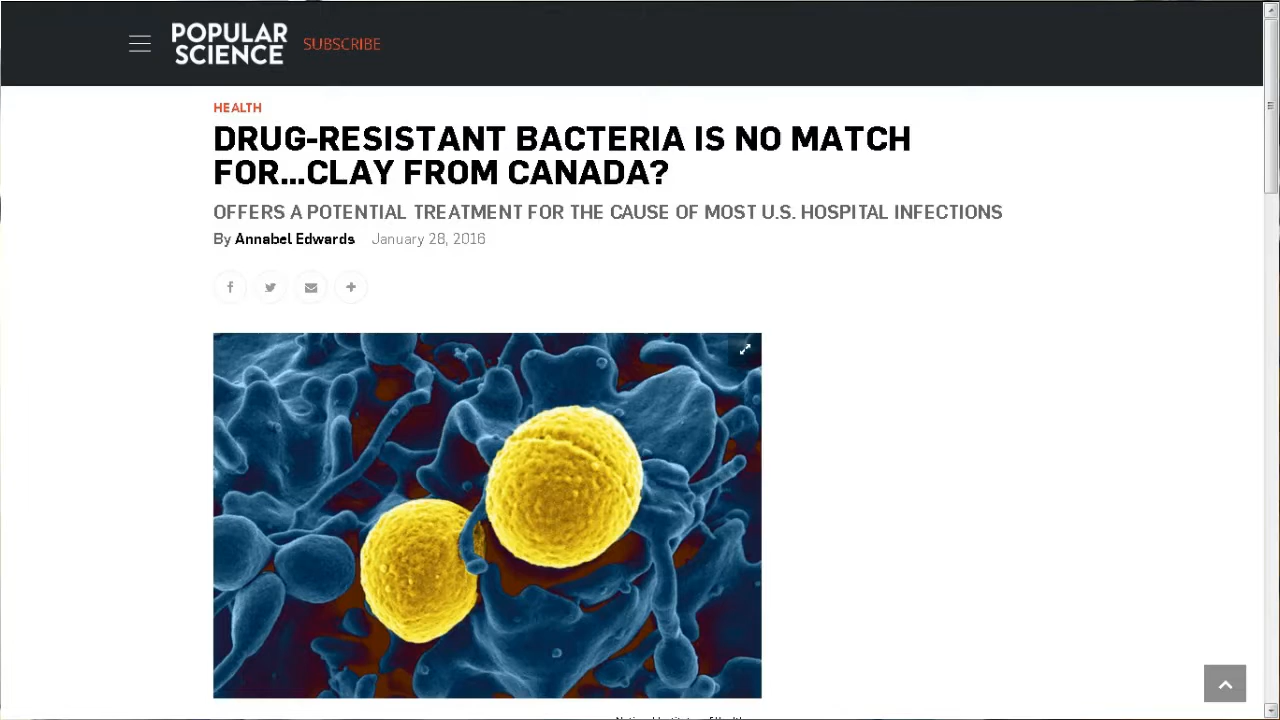 POPULAR
SCIENCE
SUBSCRIBE
HEALTH
DRUG-RESISTANT BACTERIA IS NO MATCH
FOR...CLAY FROM CANADA?
OFFERS A POTENTIAL TREATMENT FOR THE CAUSE OF MOST U.S. HOSPITAL INFECTIONS
By Annabel Edwards January 28, 2016